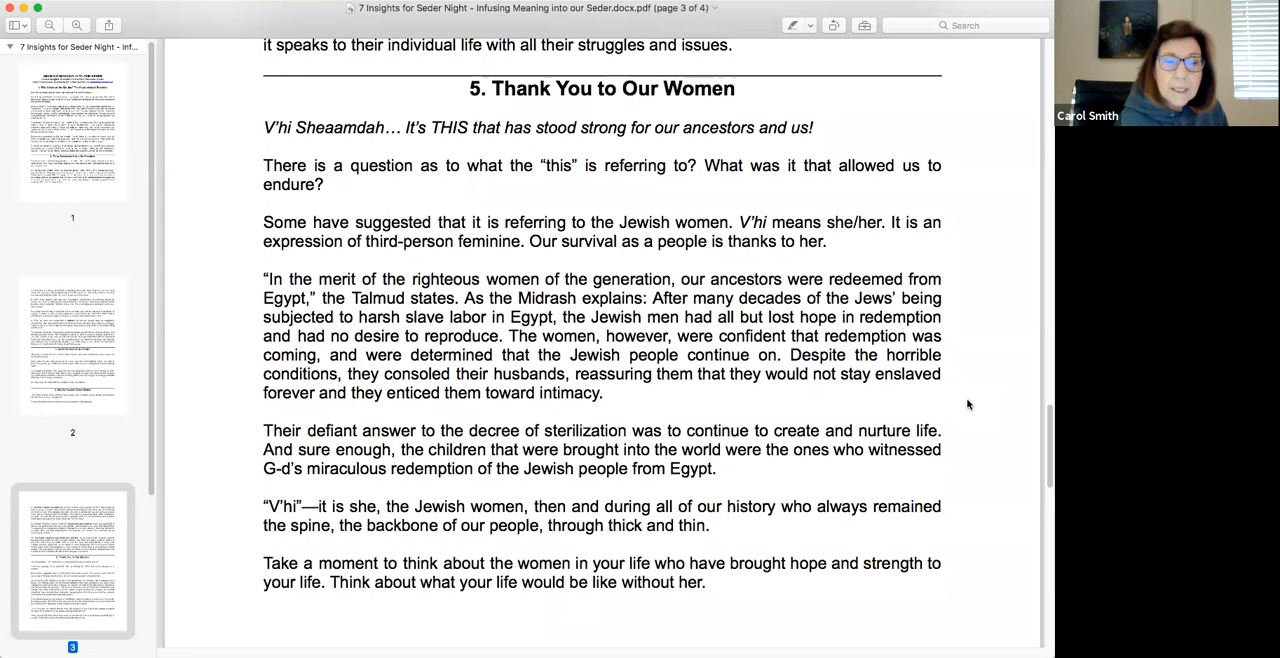 7 Insights for Seder Night - Infusing Meaning into our Seder.docx.pdf (page 3 of 4)
Search
7 Insights for Seder Night - Inf...
1
2
3
it speaks to their individual life with all their struggles and issues.
5. Thank You to Our Women
V'hi Sheaamdah… It's THIS that has stood strong for our ancestors and us!
There is a question as to what the “this” is referring to? What was it that allowed us to
endure?
Some have suggested that it is referring to the Jewish women. V'hi means she/her. It is an
expression of third-person feminine. Our survival as a people is thanks to her.
“In the merit of the righteous women of the generation, our ancestors were redeemed from
Egypt,” the Talmud states. As the Midrash explains: After many decades of the Jews’ being
subjected to harsh slave labor in Egypt, the Jewish men had all but lost hope in redemption
and had no desire to reproduce. The women, however, were confident that redemption was
coming, and were determined that the Jewish people continue on. Despite the horrible
conditions, they consoled their husbands, reassuring them that they would not stay enslaved
forever and they enticed them toward intimacy.
Their defiant answer to the decree of sterilization was to continue to create and nurture life.
And sure enough, the children that were brought into the world were the ones who witnessed
G-d’s miraculous redemption of the Jewish people from Egypt.
“V’hi”—it is she, the Jewish women, then and during all of our history who always remained
the spine, the backbone of our people, through thick and thin.
Take a moment to think about the women in your life who have brought hope and strength to
your life. Think about what your life would be like without her.
Carol Smith